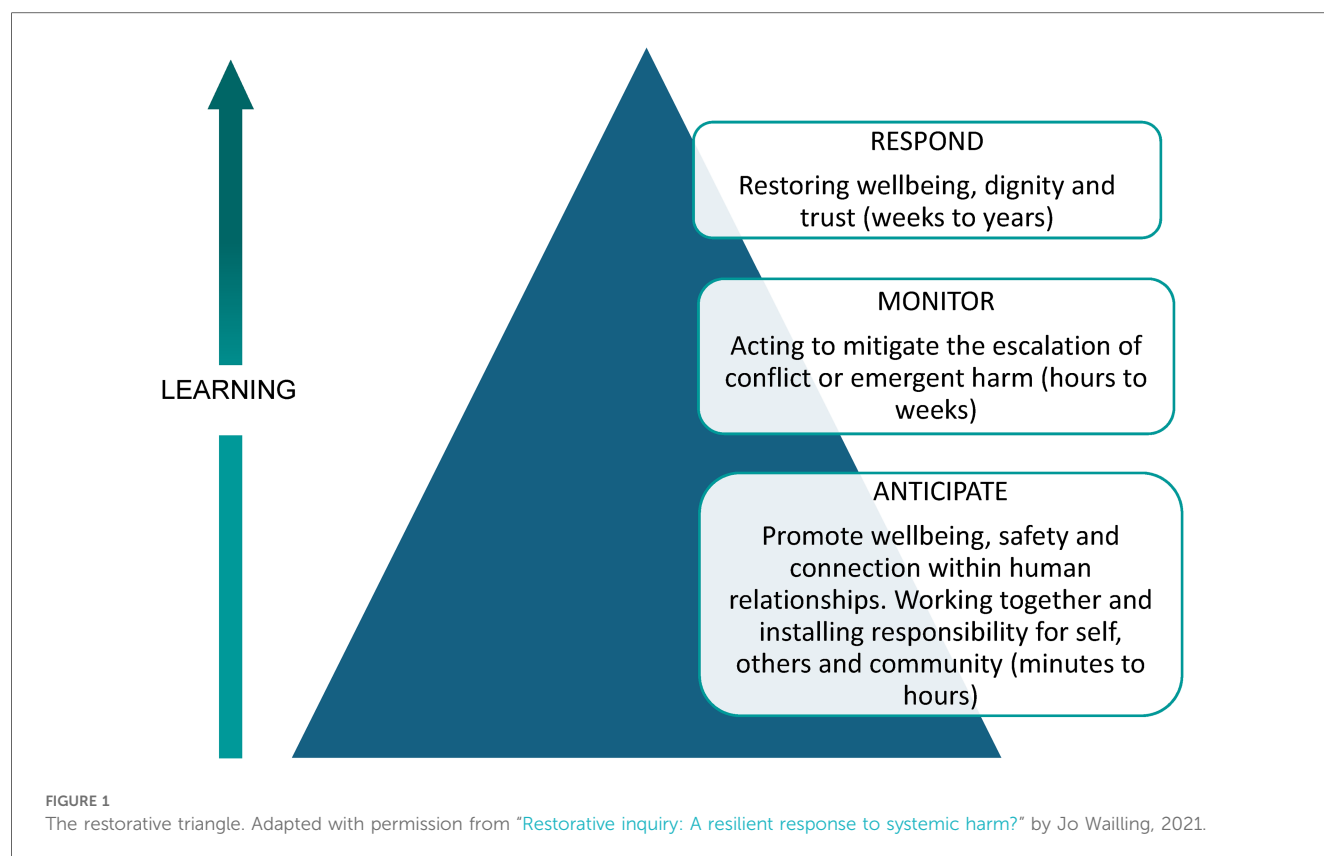 RESPOND
Restoring wellbeing, dignity and
trust (weeks to years)
MONITOR
Acting to mitigate the escalation of
conflict or emergent harm (hours to
weeks)
LEARNING
ANTICIPATE
Promote wellbeing, safety and
connection within human
relationships. Working together and
installing responsibility for self,
others and community (minutes to
hours)
FIGURE 1
The restorative triangle. Adapted with permission from “Restorative inquiry: A resilient response to systemic harm?” by Jo Wailling, 2021.